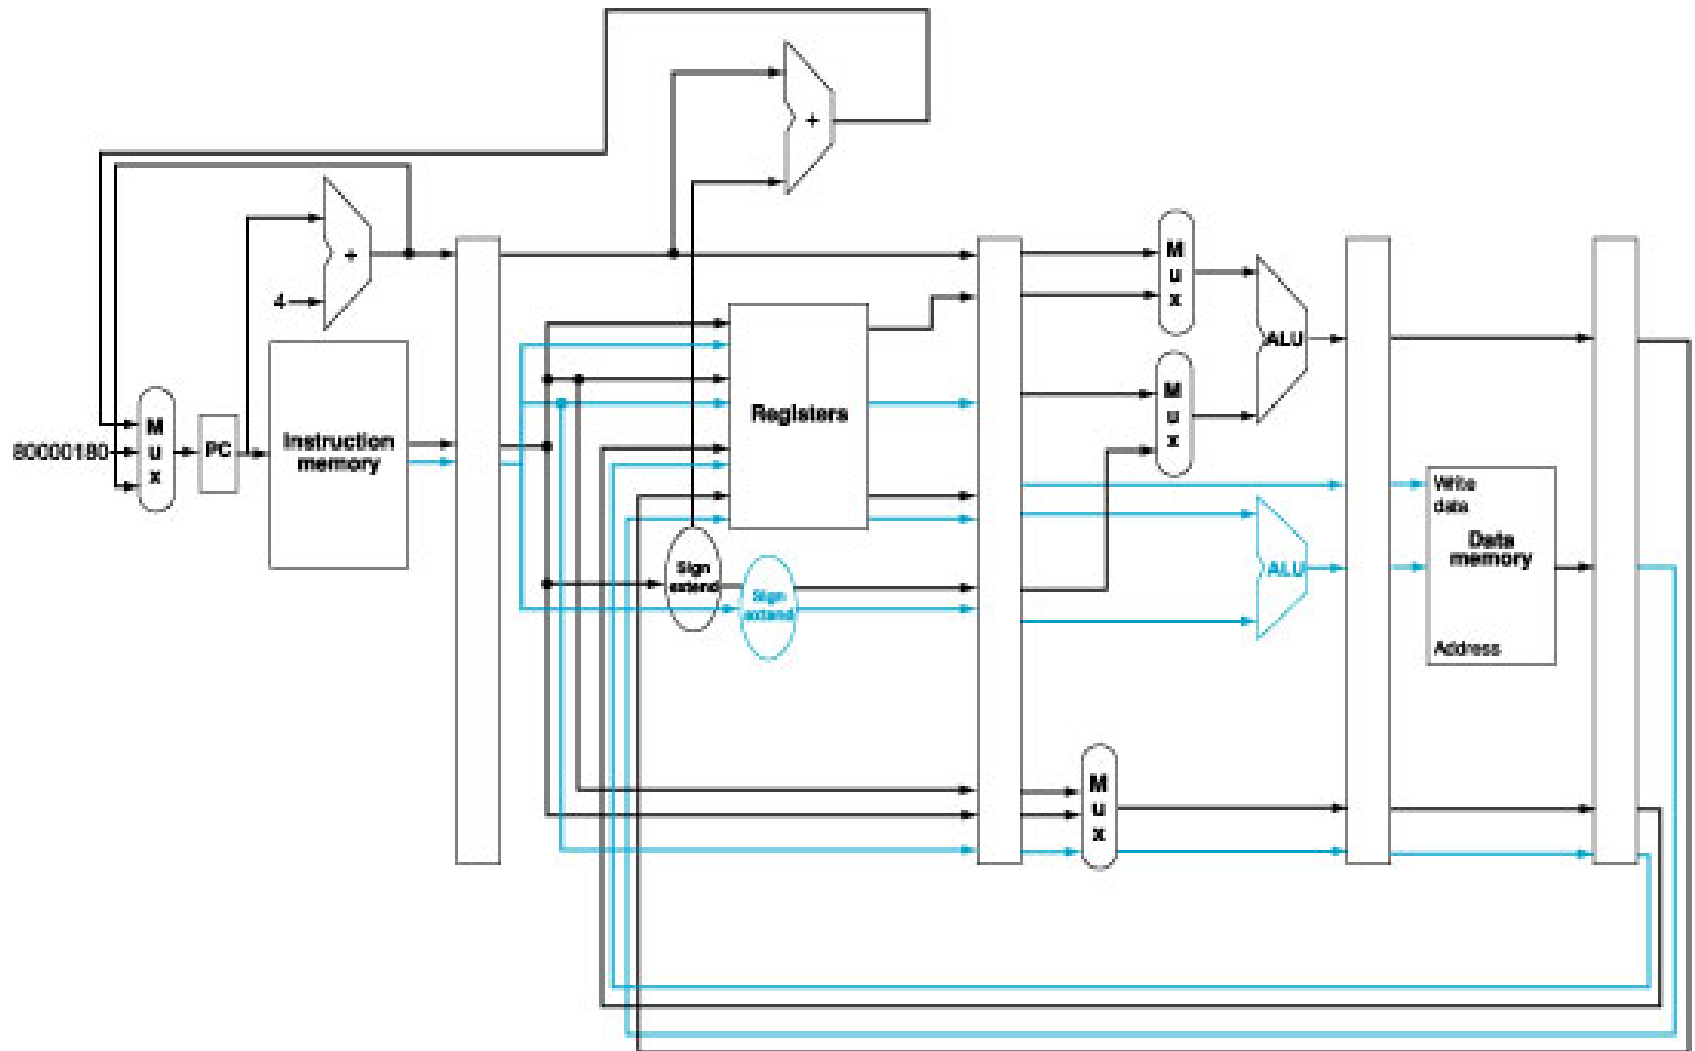 +
+
4
M
u
x
M
u
x
ALU
M
u
x
Registers
80000180
M
u
x
PC
Instruction
memory
Write
data
Data
memory
Address
ALU
Sign
extend
Sign
extend
M
u
x